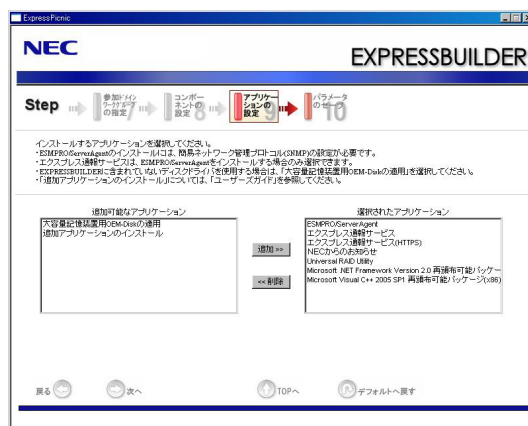 ExpressPicnic
NEC
EXPRESSBUILDER
Step
参加ドメイン
ワークグループ
の指定
7
コンポー
ネントの
設定
8
アプリケー
ションの
設定
9
パラメータ
のセーブ
10
インストールするアプリケーションを選択してください。
・ESMPRO/ServerAgentのインストールには、簡易ネットワーク管理プロトコル(SNMP)の設定が必要です。
・エクスプレス通報サービスは、ESMPRO/ServerAgentをインストールする場合のみ選択できます。
・EXPRESSBUILDERに含まれていないディスクドライバを使用する場合は、「大容量記憶装置用OEM-Diskの適用」を選択してください。
・「追加アプリケーションのインストール」については、「ユーザーズガイド」を参照してください。
追加可能なアプリケーション
大容量記憶装置用OEM-Diskの適用
追加アプリケーションのインストール
追加 »»
«« 削除
選択されたアプリケーション
ESMPRO/ServerAgent
エクスプレス通報サービス
エクスプレス通報サービス(HTTPS)
NECからのお知らせ
Universal RAID Utility
Microsoft .NET Framework Version 2.0 再頒布可能パッケー
Microsoft Visual C++ 2005 SP1 再頒布可能パッケージ(x86)
戻る
次へ
TOPへ
デフォルトへ戻す